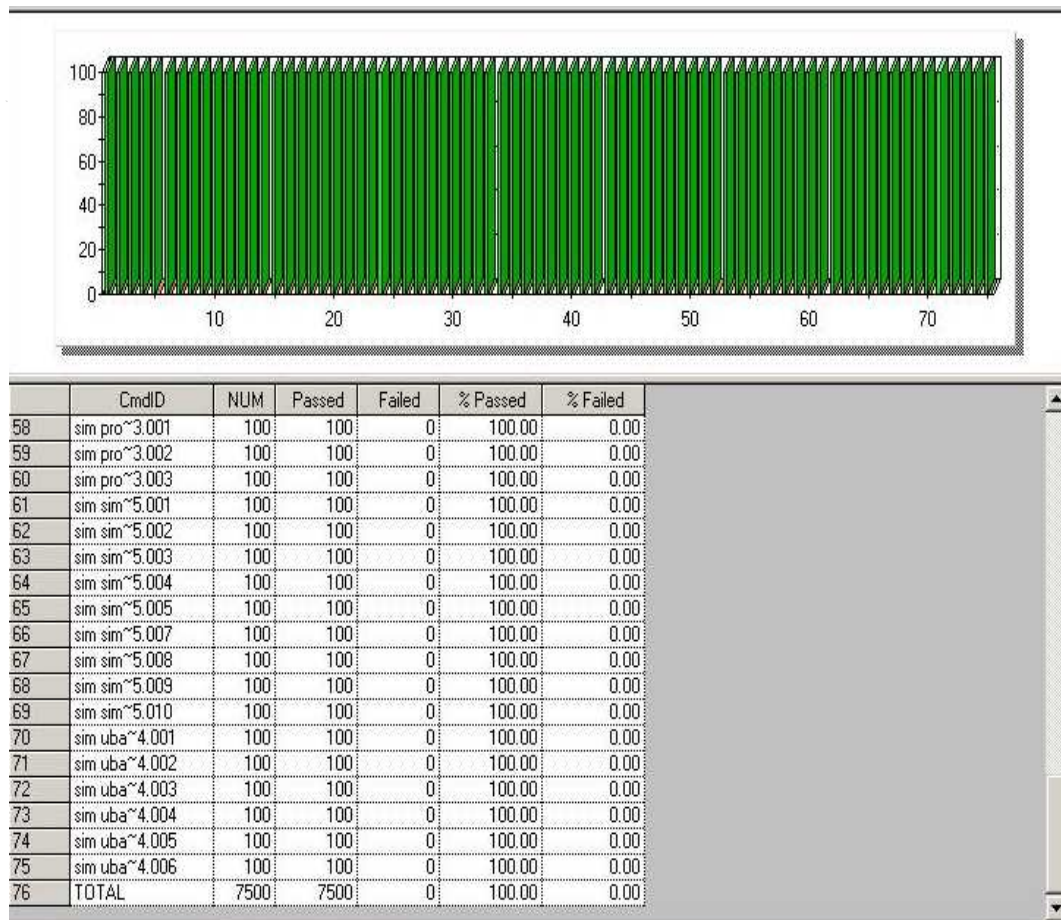 100
80
60
40
20
0
10 20 30 40 50 60 70
CmdID NUM Passed Failed % Passed % Failed
58 sim pro~3.001 100 100 0 100.00 0.00
59 sim pro~3.002 100 100 0 100.00 0.00
60 sim pro~3.003 100 100 0 100.00 0.00
61 sim sim~5.001 100 100 0 100.00 0.00
62 sim sim~5.002 100 100 0 100.00 0.00
63 sim sim~5.003 100 100 0 100.00 0.00
64 sim sim~5.004 100 100 0 100.00 0.00
65 sim sim~5.005 100 100 0 100.00 0.00
66 sim sim~5.007 100 100 0 100.00 0.00
67 sim sim~5.008 100 100 0 100.00 0.00
68 sim sim~5.009 100 100 0 100.00 0.00
69 sim sim~5.010 100 100 0 100.00 0.00
70 sim uba~4.001 100 100 0 100.00 0.00
71 sim uba~4.002 100 100 0 100.00 0.00
72 sim uba~4.003 100 100 0 100.00 0.00
73 sim uba~4.004 100 100 0 100.00 0.00
74 sim uba~4.005 100 100 0 100.00 0.00
75 sim uba~4.006 100 100 0 100.00 0.00
76 TOTAL 7500 7500 0 100.00 0.00